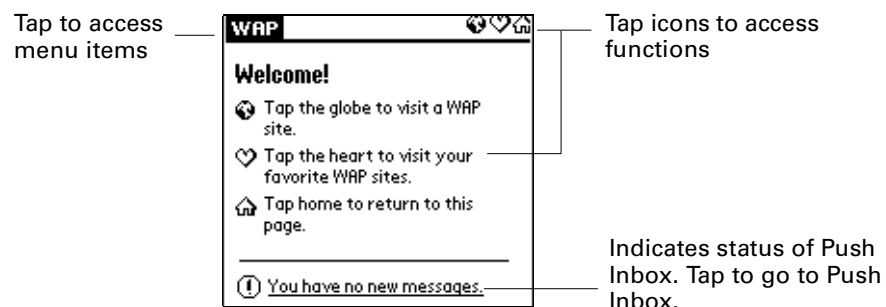 Tap to access
menu items
WAP
Tap icons to access
functions
Welcome!
Tap the globe to visit a WAP
site.
Tap the heart to visit your
favorite WAP sites.
Tap home to return to this
page.
You have no new messages.
Indicates status of Push
Inbox. Tap to go to Push
Inbox.